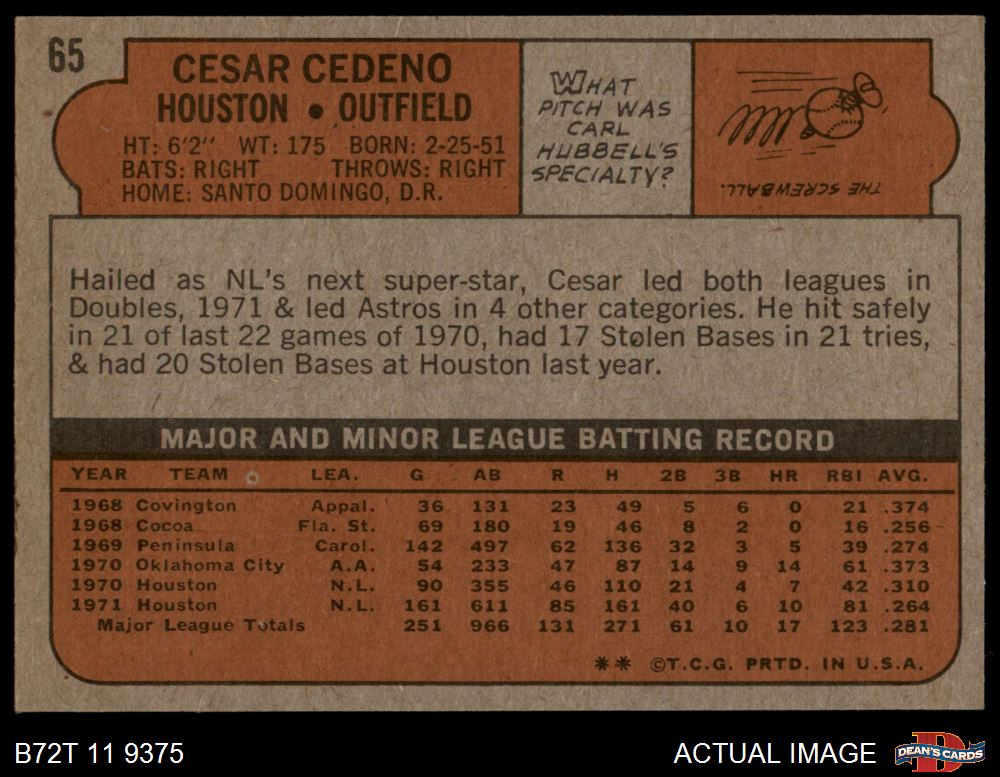 65
CESAR CEDENO
HOUSTON • OUTFIELD
HT: 6'2" WT: 175 BORN: 2-25-51
BATS: RIGHT THROWS: RIGHT
HOME: SANTO DOMINGO, D.R.
WHAT
PITCH WAS
CARL
HUBBELL'S
SPECIALTY?
THE SCREWBALL.
Hailed as NL's next super-star, Cesar led both leagues in
Doubles, 1971 & led Astros in 4 other categories. He hit safely
in 21 of last 22 games of 1970, had 17 Stolen Bases in 21 tries,
& had 20 Stolen Bases at Houston last year.
MAJOR AND MINOR LEAGUE BATTING RECORD
YEAR TEAM LEA. G AB R H 2B 3B HR RBI AVG.
1968 Covington Appal. 36 131 23 49 5 6 0 21 .374
1968 Cocoa Fla. St. 69 180 19 46 8 2 0 16 .256
1969 Peninsula Carol. 142 497 62 136 32 3 5 39 .274
1970 Oklahoma City A.A. 54 233 47 87 14 9 14 61 .373
1970 Houston N.L. 90 355 46 110 21 4 7 42 .310
1971 Houston N.L. 161 611 85 161 40 6 10 81 .264
Major League Totals 251 966 131 271 61 10 17 123 .281
** ©T.C.G. PRTD. IN U.S.A.
B72T 11 9375
ACTUAL IMAGE
D
DEAN'S CARDS